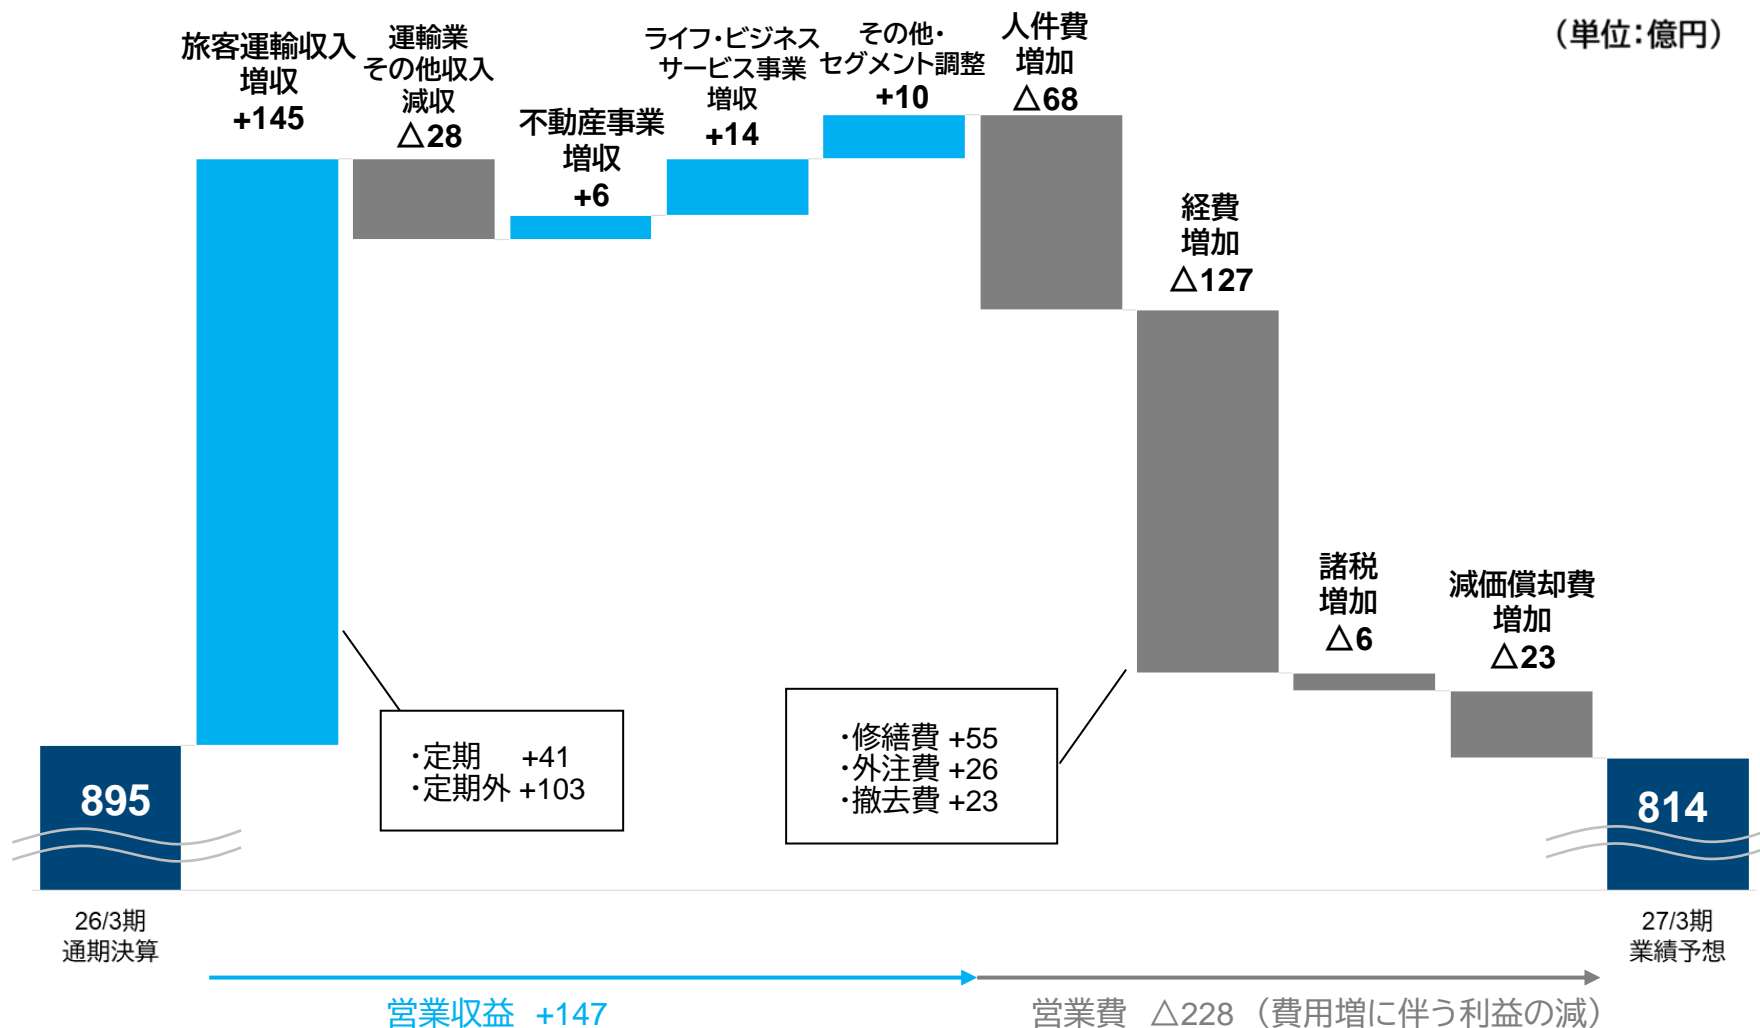 (単位:億円)
旅客運輸収入
増収
+145
運輸業
その他収入
減収
△28
不動産事業
増収
+6
ライフ・ビジネス
サービス事業
増収
+14
その他・
セグメント調整
+10
人件費
増加
△68
経費
増加
△127
諸税
増加
△6
減価償却費
増加
△23
・定期 +41
・定期外 +103
・修繕費 +55
・外注費 +26
・撤去費 +23
895
814
26/3期
通期決算
27/3期
業績予想
営業収益 +147
営業費 △228 (費用増に伴う利益の減)